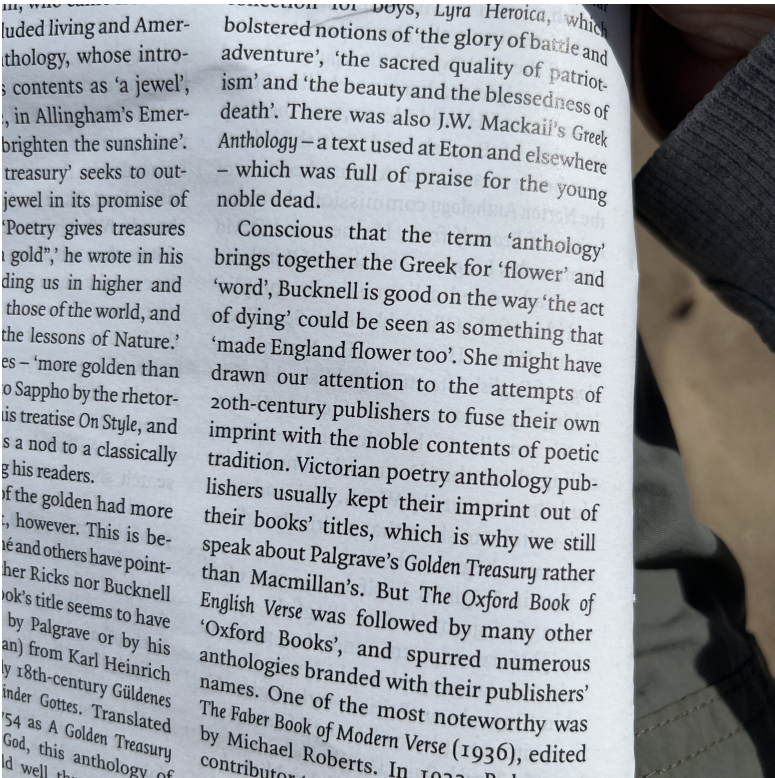 luded living and Amer-
thology, whose intro-
s contents as 'a jewel',
, in Allingham's Emer-
brighten the sunshine'.
treasury' seeks to out-
jewel in its promise of
'Poetry gives treasures
gold",' he wrote in his
ding us in higher and
those of the world, and
the lessons of Nature.'
es – 'more golden than
o Sappho by the rhetor-
is treatise On Style, and
s a nod to a classically
g his readers.
of the golden had more
, however. This is be-
né and others have point-
her Ricks nor Bucknell
ok's title seems to have
by Palgrave or by his
an) from Karl Heinrich
ly 18th-century Güldenes
inder Gottes. Translated
'54 as A Golden Treasury
God, this anthology of
ld well
for boys, Lyra Heroica, which
bolstered notions of 'the glory of battle and
adventure', 'the sacred quality of patriot-
ism' and 'the beauty and the blessedness of
death'. There was also J.W. Mackail's Greek
Anthology – a text used at Eton and elsewhere
– which was full of praise for the young
noble dead.
Conscious that the term 'anthology'
brings together the Greek for 'flower' and
'word', Bucknell is good on the way 'the act
of dying' could be seen as something that
'made England flower too'. She might have
drawn our attention to the attempts of
20th-century publishers to fuse their own
imprint with the noble contents of poetic
tradition. Victorian poetry anthology pub-
lishers usually kept their imprint out of
their books' titles, which is why we still
speak about Palgrave's Golden Treasury rather
than Macmillan's. But The Oxford Book of
English Verse was followed by many other
'Oxford Books', and spurred numerous
anthologies branded with their publishers'
names. One of the most noteworthy was
The Faber Book of Modern Verse (1936), edited
by Michael Roberts. In
contributor